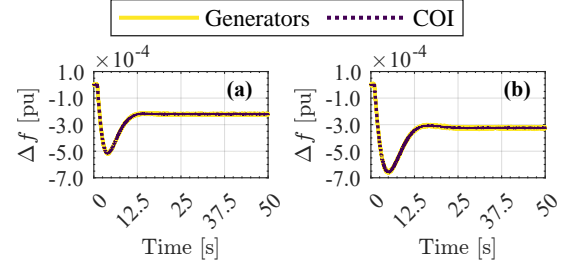 Generators COI
×10⁻⁴ ×10⁻⁴
1.0 (a) 1.0 (b)
-1.0 -1.0
-3.0 -3.0
-5.0 -5.0
-7.0 -7.0
Δf [pu] Δf [pu]
0 12.5 25 37.5 50 0 12.5 25 37.5 50
Time [s] Time [s]